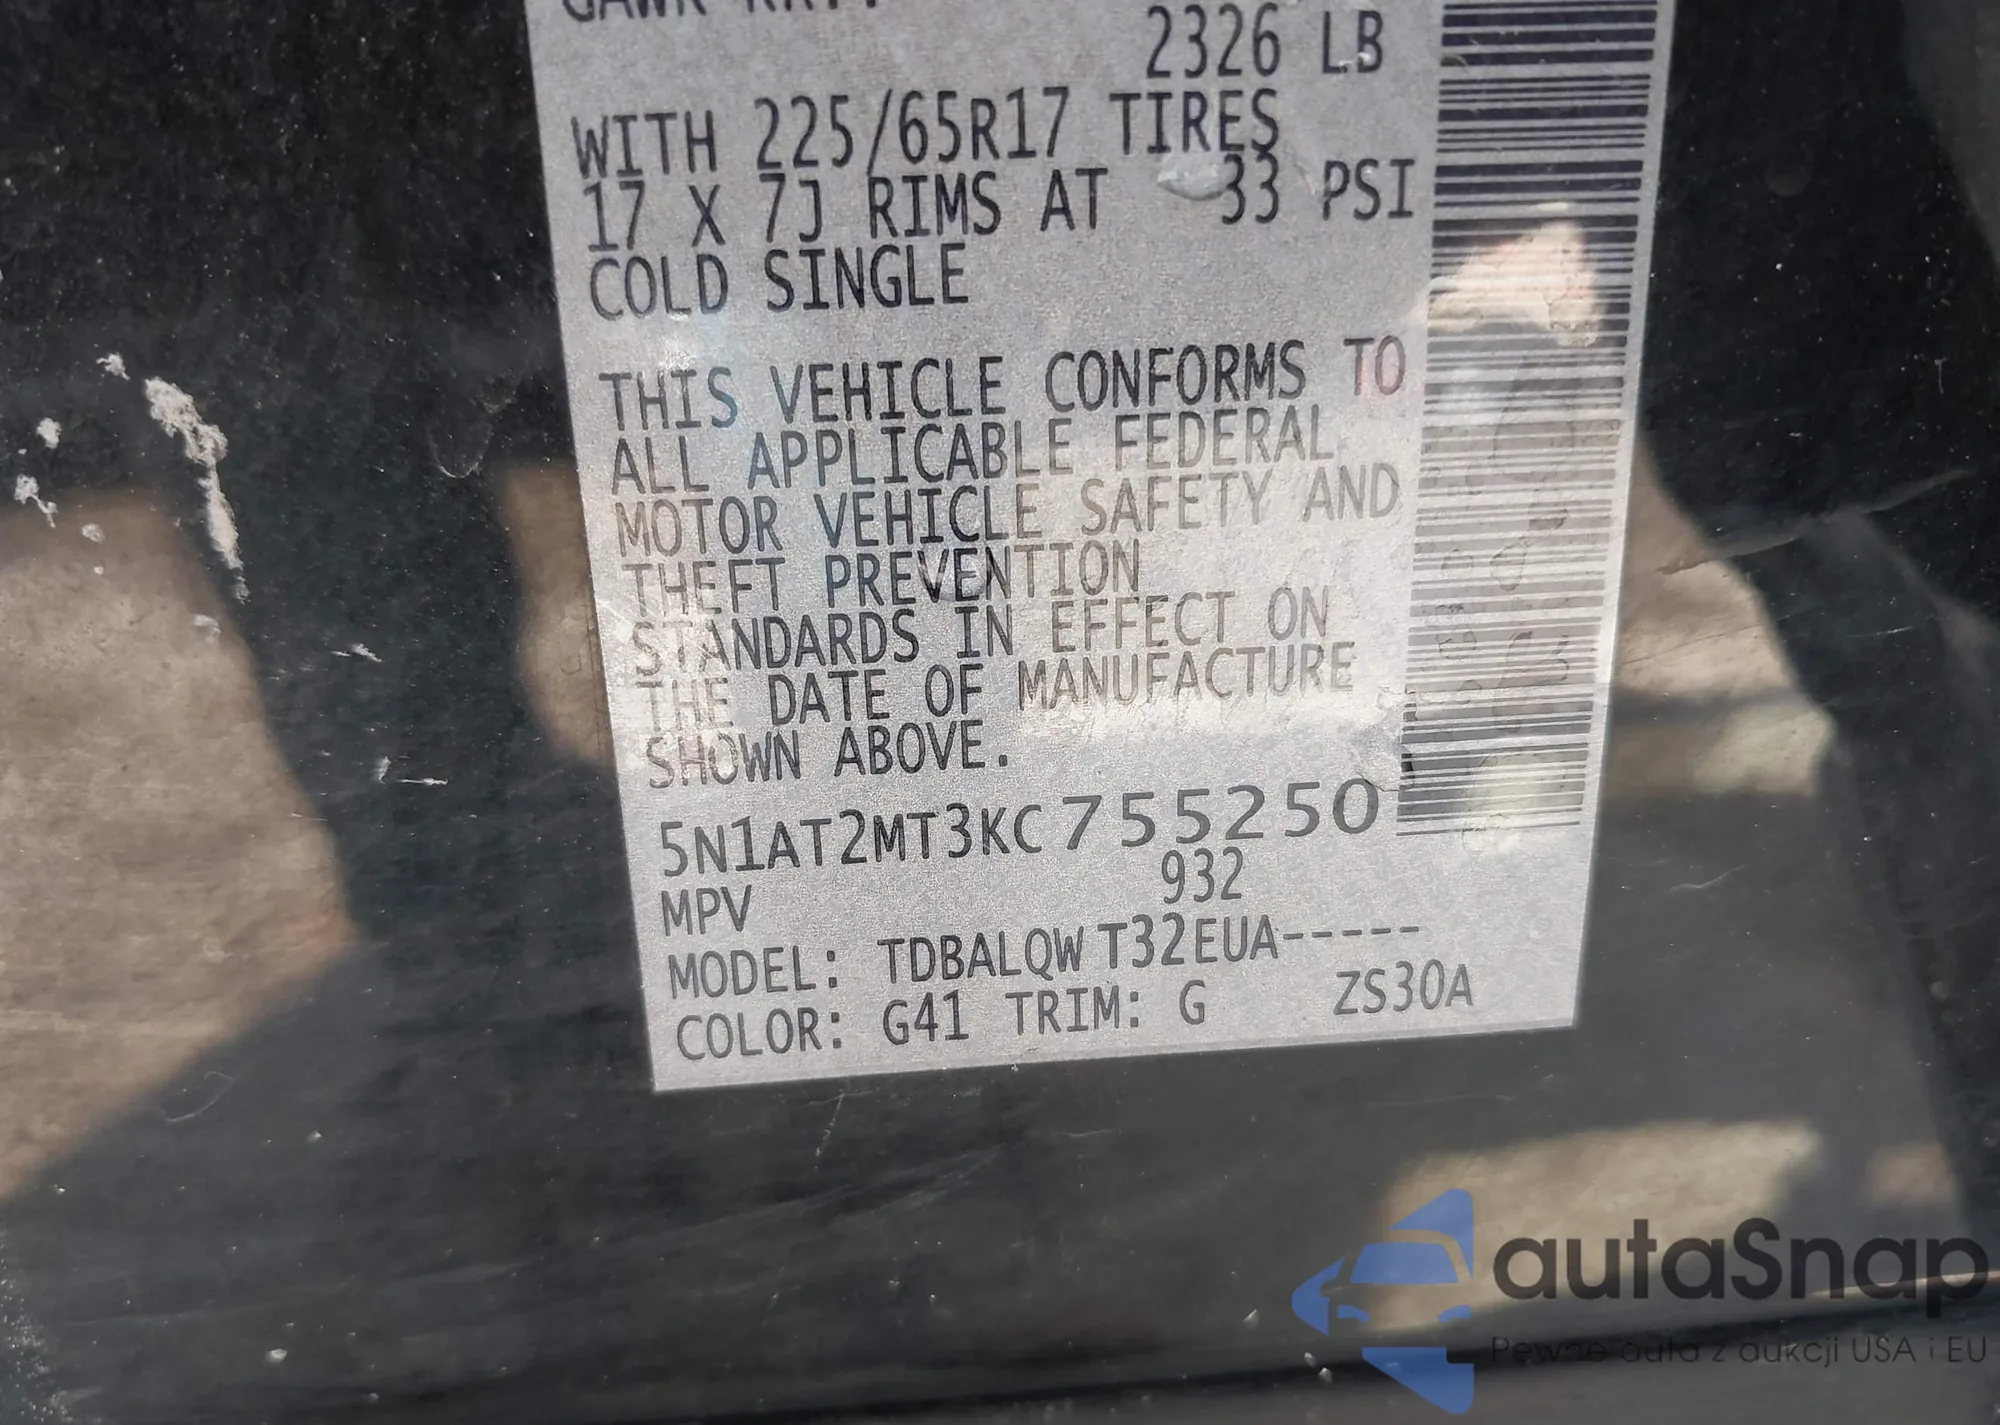 GAWR RR:
2326 LB
WITH 225/65R17 TIRES
17 X 7J RIMS AT 33 PSI
COLD SINGLE
THIS VEHICLE CONFORMS TO
ALL APPLICABLE FEDERAL
MOTOR VEHICLE SAFETY AND
THEFT PREVENTION
STANDARDS IN EFFECT ON
THE DATE OF MANUFACTURE
SHOWN ABOVE.
5N1AT2MT3KC755250
MPV 932
MODEL: TDBALQWT32EUA-----
COLOR: G41 TRIM: G ZS30A
autaSnap
Pewne auta z aukcji USA i EU